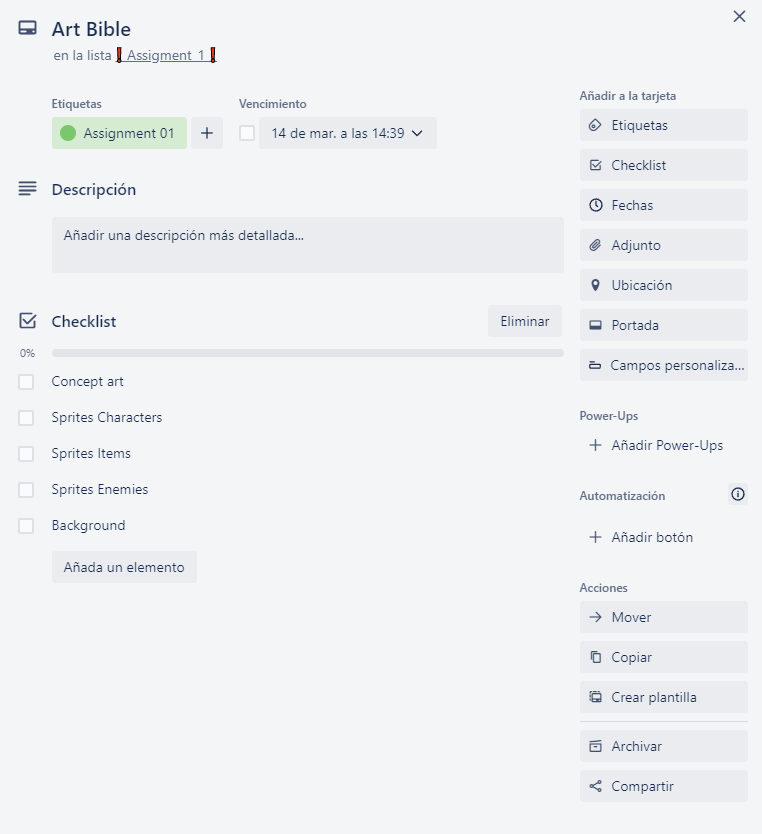 Art Bible
en la lista ❗ Assigment 1 ❗
Etiquetas
Vencimiento
Assignment 01
14 de mar. a las 14:39
Descripción
Añadir una descripción más detallada...
Checklist
Eliminar
0%
Concept art
Sprites Characters
Sprites Items
Sprites Enemies
Background
Añada un elemento
Añadir a la tarjeta
Etiquetas
Checklist
Fechas
Adjunto
Ubicación
Portada
Campos personaliza...
Power-Ups
Añadir Power-Ups
Automatización
Añadir botón
Acciones
Mover
Copiar
Crear plantilla
Archivar
Compartir